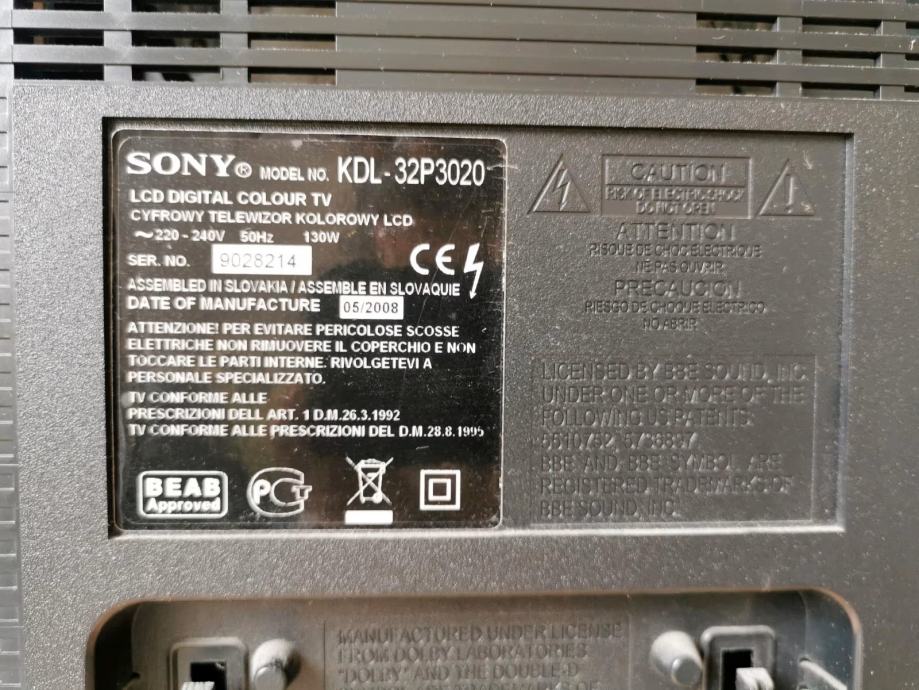 SONY® MODEL NO. KDL-32P3020
LCD DIGITAL COLOUR TV
CYFROWY TELEWIZOR KOLOROWY LCD
~220 - 240V 50Hz 130W
SER. NO. 9028214
ASSEMBLED IN SLOVAKIA / ASSEMBLE EN SLOVAQUIE
DATE OF MANUFACTURE 05/2008
ATTENZIONE! PER EVITARE PERICOLOSE SCOSSE
ELETTRICHE NON RIMUOVERE IL COPERCHIO E NON
TOCCARE LE PARTI INTERNE. RIVOLGETEVI A
PERSONALE SPECIALIZZATO.
TV CONFORME ALLE
PRESCRIZIONI DELL ART. 1 D.M.26.3.1992
TV CONFORME ALLE PRESCRIZIONI DEL D.M.28.8.1995
CE
BEAB
Approved
PCT
CAUTION
RISK OF ELECTRIC SHOCK
DO NOT OPEN
ATTENTION
RISQUE DE CHOC ELECTRIQUE
NE PAS OUVRIR
PRECAUCION
RIESGO DE CHOQUE ELECTRICO
NO ABRIR
LICENSED BY BBE SOUND, INC
UNDER ONE OR MORE OF THE
FOLLOWING US PATENTS:
BBE AND BBE SYMBOL ARE
REGISTERED TRADEMARKS OF
BBE SOUND, INC.
MANUFACTURED UNDER LICENSE
FROM DOLBY LABORATORIES
"DOLBY" AND THE DOUBLE-D